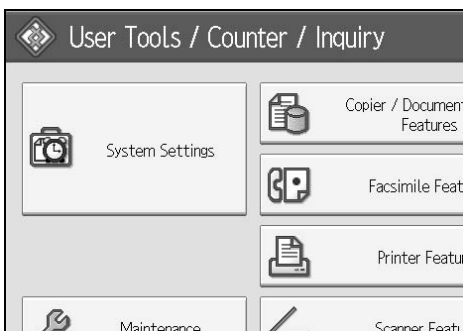 User Tools / Counter / Inquiry
System Settings
Copier / Document
Features
Facsimile Feat
Printer Featu
Maintenance
Scanner Featu